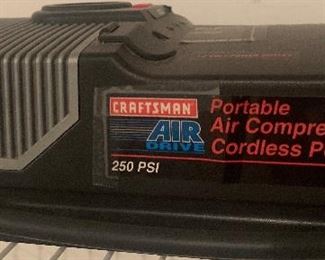 CRAFTSMAN
AIR
DRIVE
250 PSI
Portable
Air Compre
Cordless P